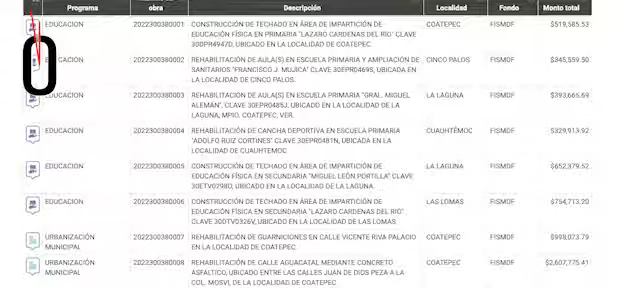 Programa obra Descripción Localidad Fondo Monto total
EDUCACION 2022300380001 CONSTRUCCIÓN DE TECHADO EN ÁREA DE IMPARTICIÓN DE COATEPEC FISMDF $519,585.53
EDUCACIÓN FÍSICA EN PRIMARIA "LAZARO CARDENAS DEL RÍO" CLAVE
30DPR4947D, UBICADO EN LA LOCALIDAD DE COATEPEC.
EDUCACION 2022300380002 REHABILITACIÓN DE AULA(S) EN ESCUELA PRIMARIA Y AMPLIACIÓN DE CINCO PALOS FISMDF $345,559.50
SANITARIOS "FRANCISCO J. MUJICA" CLAVE 30EPR0469S, UBICADA EN
LA LOCALIDAD DE CINCO PALOS.
EDUCACION 2022300380003 REHABILITACIÓN DE AULA(S) EN ESCUELA PRIMARIA "GRAL. MIGUEL LA LAGUNA FISMDF $393,665.69
ALEMÁN", CLAVE 30EPR0485J, UBICADA EN LA LOCALIDAD DE LA
LAGUNA; MPIO. COATEPEC, VER.
EDUCACION 2022300380004 REHABILITACIÓN DE CANCHA DEPORTIVA EN ESCUELA PRIMARIA CUAUHTÉMOC FISMDF $329,913.92
"ADOLFO RUIZ CORTINES" CLAVE 30EPR0481N, UBICADA EN LA
LOCALIDAD DE CUAUHTEMOC
EDUCACION 2022300380005 CONSTRUCCIÓN DE TECHADO EN ÁREA DE IMPARTICIÓN DE LA LAGUNA FISMDF $652,379.52
EDUCACIÓN FÍSICA EN SECUNDARIA "MIGUEL LEÓN PORTILLA" CLAVE
30ETV0298D, UBICADO EN LA LOCALIDAD DE LA LAGUNA.
EDUCACION 2022300380006 CONSTRUCCIÓN DE TECHADO EN ÁREA DE IMPARTICIÓN DE LAS LOMAS FISMDF $754,713.20
EDUCACIÓN FÍSICA EN SECUNDARIA "LAZARO CARDENAS DEL RIO"
CLAVE 30DTV0326V, UBICADO EN LA LOCALIDAD DE LAS LOMAS.
URBANIZACIÓN 2022300380007 REHABILITACIÓN DE GUARNICIONES EN CALLE VICENTE RIVA PALACIO COATEPEC FISMDF $998,073.79
MUNICIPAL EN LA LOCALIDAD DE COATEPEC.
URBANIZACIÓN 2022300380008 REHABILITACIÓN DE CALLE AGUACATAL MEDIANTE CONCRETO COATEPEC FISMDF $2,607,775.41
MUNICIPAL ASFALTICO, UBICADO ENTRE LAS CALLES JUAN DE DIOS PEZA A LA
COL. MOSVI, DE LA LOCALIDAD DE COATEPEC